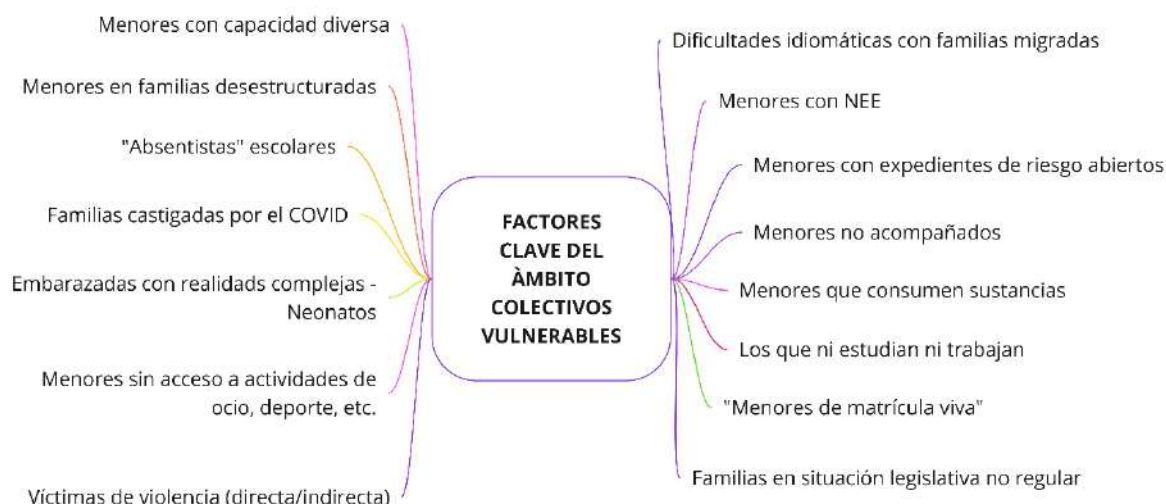 Menores con capacidad diversa
Menores en familias desestructuradas
"Absentistas" escolares
Familias castigadas por el COVID
Embarazadas con realidads complejas -
Neonatos
Menores sin acceso a actividades de
ocio, deporte, etc.
Víctimas de violencia (directa/indirecta)
FACTORES
CLAVE DEL
ÀMBITO
COLECTIVOS
VULNERABLES
Dificultades idiomáticas con familias migradas
Menores con NEE
Menores con expedientes de riesgo abiertos
Menores no acompañados
Menores que consumen sustancias
Los que ni estudian ni trabajan
"Menores de matrícula viva"
Familias en situación legislativa no regular